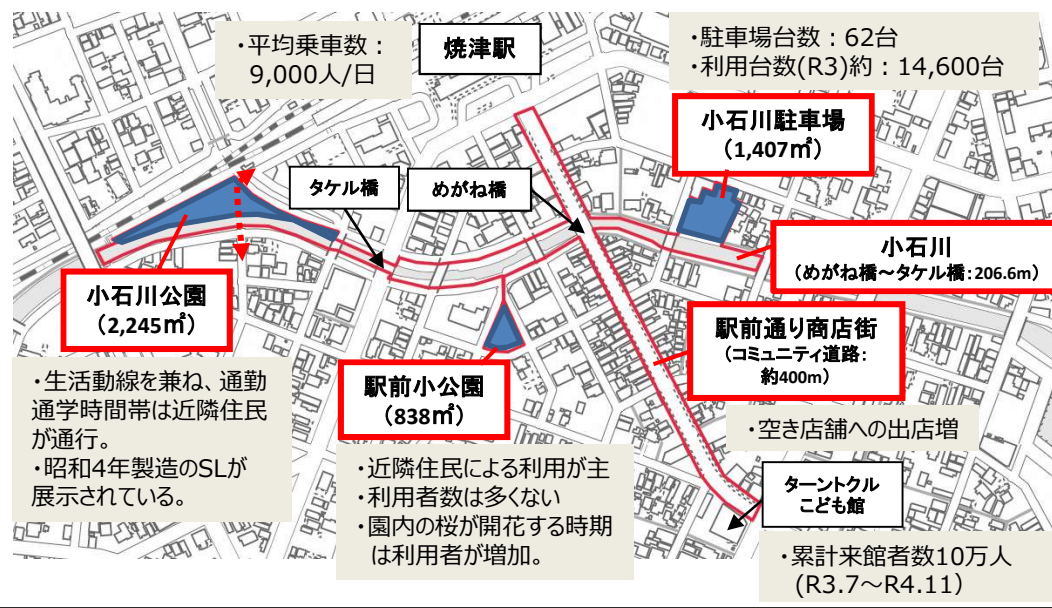 ・平均乗車数：
9,000人/日
焼津駅
・駐車場台数：62台
・利用台数(R3)約：14,600台
小石川駐車場
（1,407㎡）
タケル橋
めがね橋
小石川
（めがね橋～タケル橋：206.6m）
小石川公園
（2,245㎡）
駅前通り商店街
（コミュニティ道路：
約400m）
駅前小公園
（838㎡）
・生活動線を兼ね、通勤
通学時間帯は近隣住民
が通行。
・昭和4年製造のSLが
展示されている。
・空き店舗への出店増
・近隣住民による利用が主
・利用者数は多くない
・園内の桜が開花する時期
は利用者が増加。
ターントクル
こども館
・累計来館者数10万人
(R3.7～R4.11）